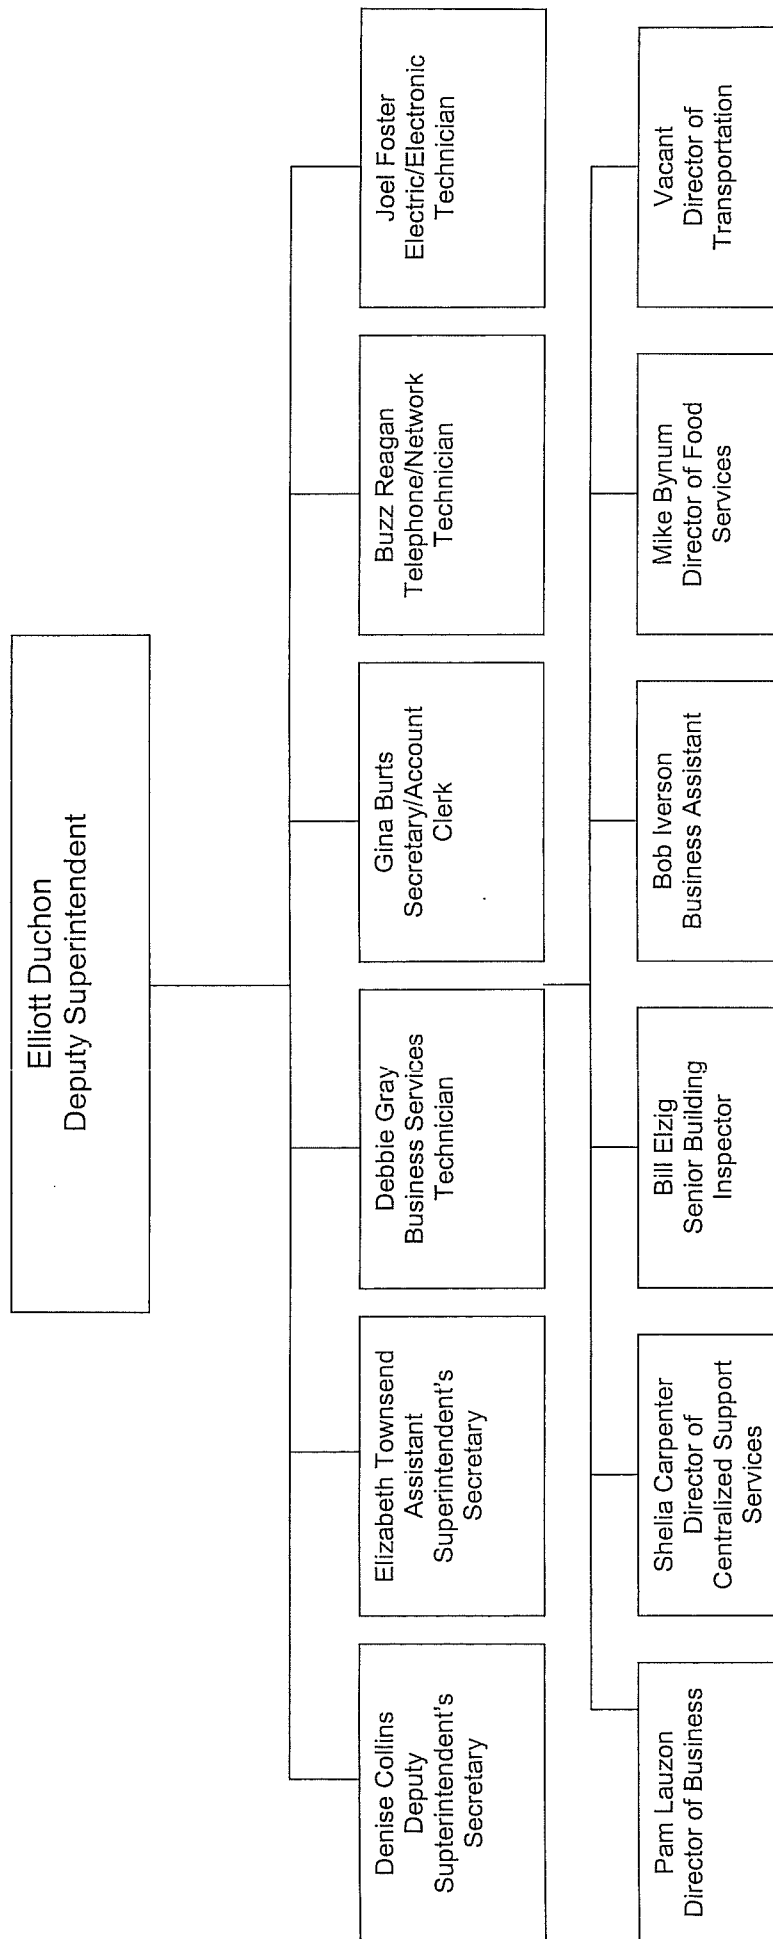 Elliott Duchon
Deputy Superintendent
Denise Collins
Deputy
Supterintendent's
Secretary
Elizabeth Townsend
Assistant
Superintendent's
Secretary
Debbie Gray
Business Services
Technician
Gina Burts
Secretary/Account
Clerk
Buzz Reagan
Telephone/Network
Technician
Joel Foster
Electric/Electronic
Technician
Pam Lauzon
Director of Business
Shelia Carpenter
Director of
Centralized Support
Services
Bill Elzig
Senior Building
Inspector
Bob Iverson
Business Assistant
Mike Bynum
Director of Food
Services
Vacant
Director of
Transportation